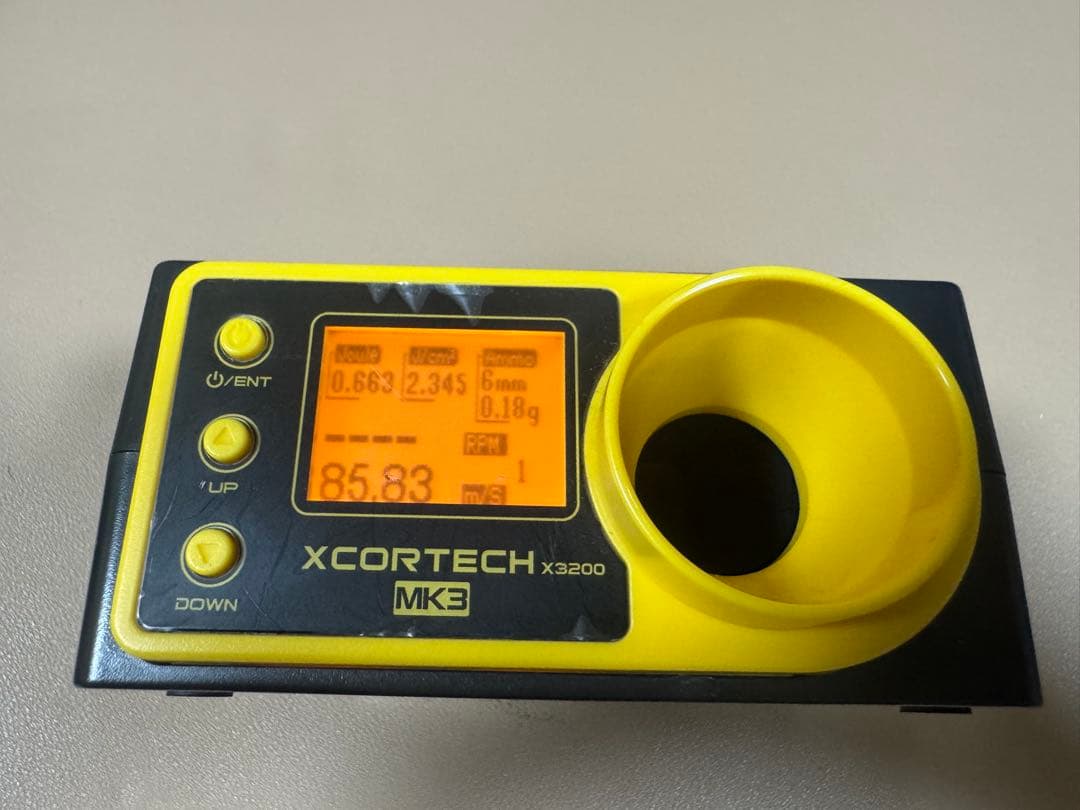 Joule J/cm² Ammo
0.663 2.345 6mm
0.18g
---- RPM
85.83 m/S 1
⏻/ENT
UP
DOWN
XCORTECH X3200
MK3